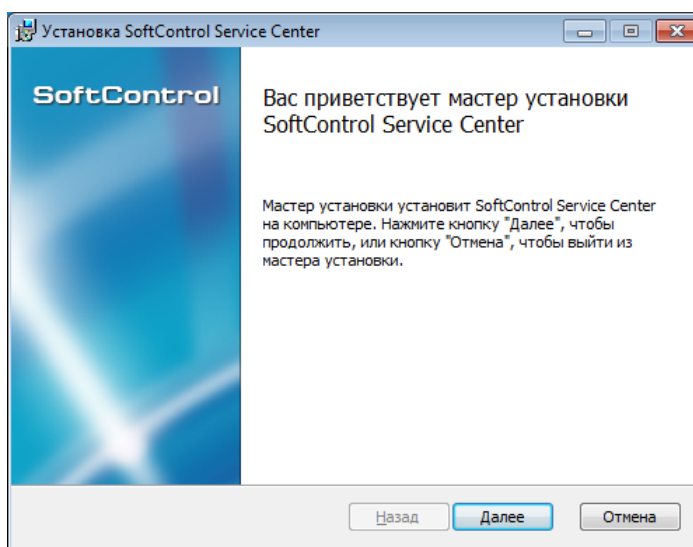 Установка SoftControl Service Center
SoftControl
Вас приветствует мастер установки
SoftControl Service Center
Мастер установки установит SoftControl Service Center
на компьютере. Нажмите кнопку "Далее", чтобы
продолжить, или кнопку "Отмена", чтобы выйти из
мастера установки.
Назад Далее Отмена